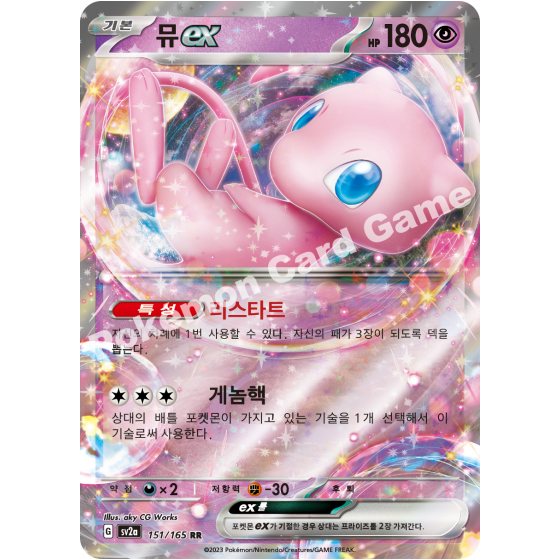 기본 뮤ex HP 180
Pokémon Card Game
특성 리스타트
자신의 차례에 1번 사용할 수 있다. 자신의 패가 3장이 되도록 덱을
뽑는다.
게놈핵
상대의 배틀 포켓몬이 가지고 있는 기술을 1개 선택해서 이
기술로써 사용한다.
약점 ×2 저항력 -30 후퇴
Illus. aky CG Works
G sv2a 151/165 RR
ex 룰
포켓몬 ex가 기절한 경우 상대는 프라이즈를 2장 가져간다.
©2023 Pokémon/Nintendo/Creatures/GAME FREAK.